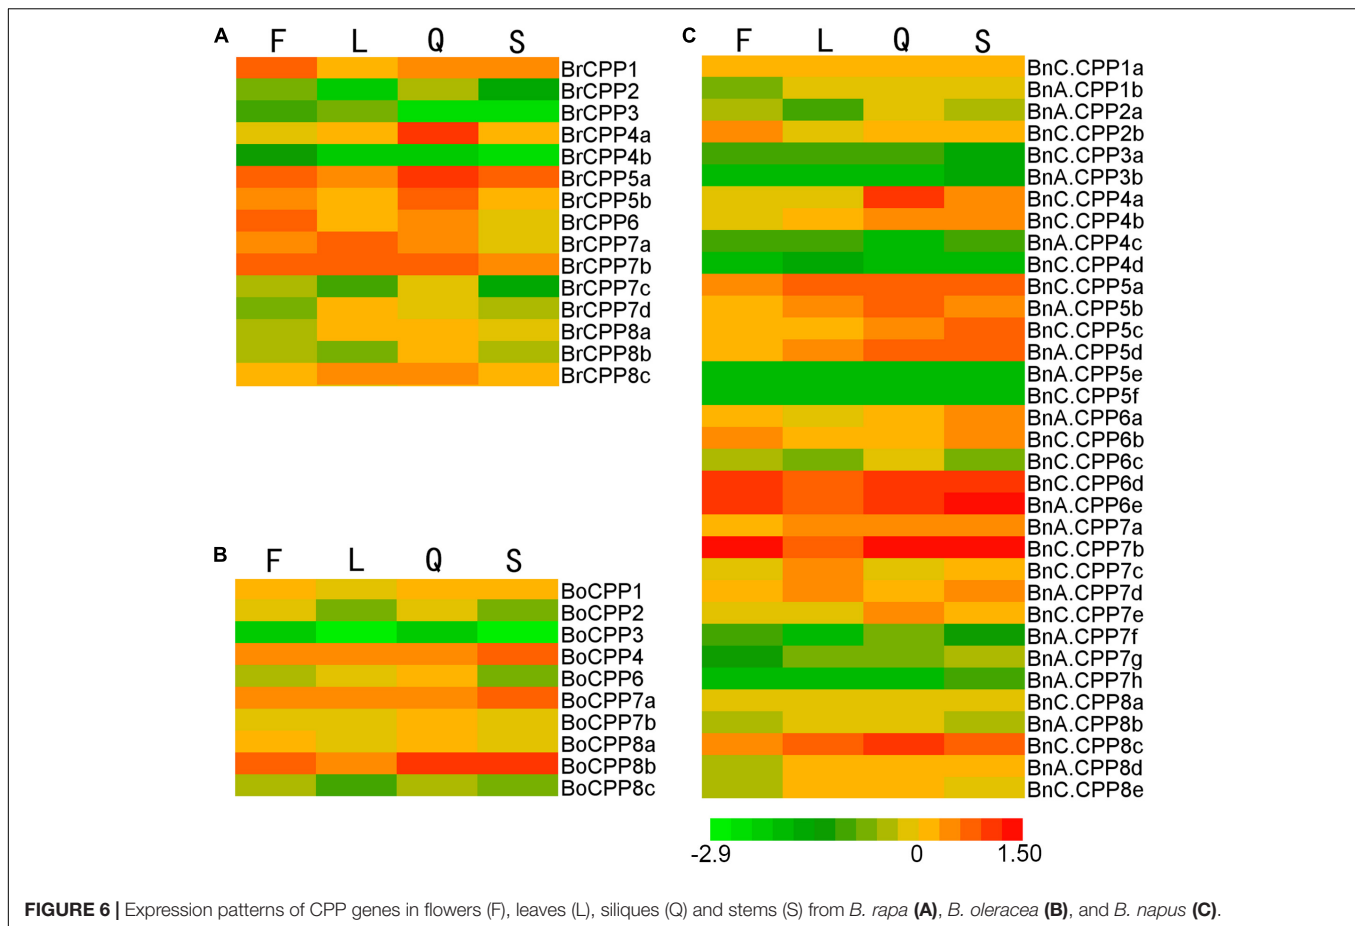 A
F L Q S
BrCPP1
BrCPP2
BrCPP3
BrCPP4a
BrCPP4b
BrCPP5a
BrCPP5b
BrCPP6
BrCPP7a
BrCPP7b
BrCPP7c
BrCPP7d
BrCPP8a
BrCPP8b
BrCPP8c
B
F L Q S
BoCPP1
BoCPP2
BoCPP3
BoCPP4
BoCPP6
BoCPP7a
BoCPP7b
BoCPP8a
BoCPP8b
BoCPP8c
C
F L Q S
BnC.CPP1a
BnA.CPP1b
BnA.CPP2a
BnC.CPP2b
BnC.CPP3a
BnA.CPP3b
BnC.CPP4a
BnC.CPP4b
BnA.CPP4c
BnC.CPP4d
BnC.CPP5a
BnA.CPP5b
BnC.CPP5c
BnA.CPP5d
BnA.CPP5e
BnC.CPP5f
BnA.CPP6a
BnC.CPP6b
BnC.CPP6c
BnC.CPP6d
BnA.CPP6e
BnA.CPP7a
BnC.CPP7b
BnC.CPP7c
BnA.CPP7d
BnC.CPP7e
BnA.CPP7f
BnA.CPP7g
BnA.CPP7h
BnC.CPP8a
BnA.CPP8b
BnC.CPP8c
BnA.CPP8d
BnC.CPP8e
-2.9 0 1.50
FIGURE 6 | Expression patterns of CPP genes in flowers (F), leaves (L), siliques (Q) and stems (S) from B. rapa (A), B. oleracea (B), and B. napus (C).